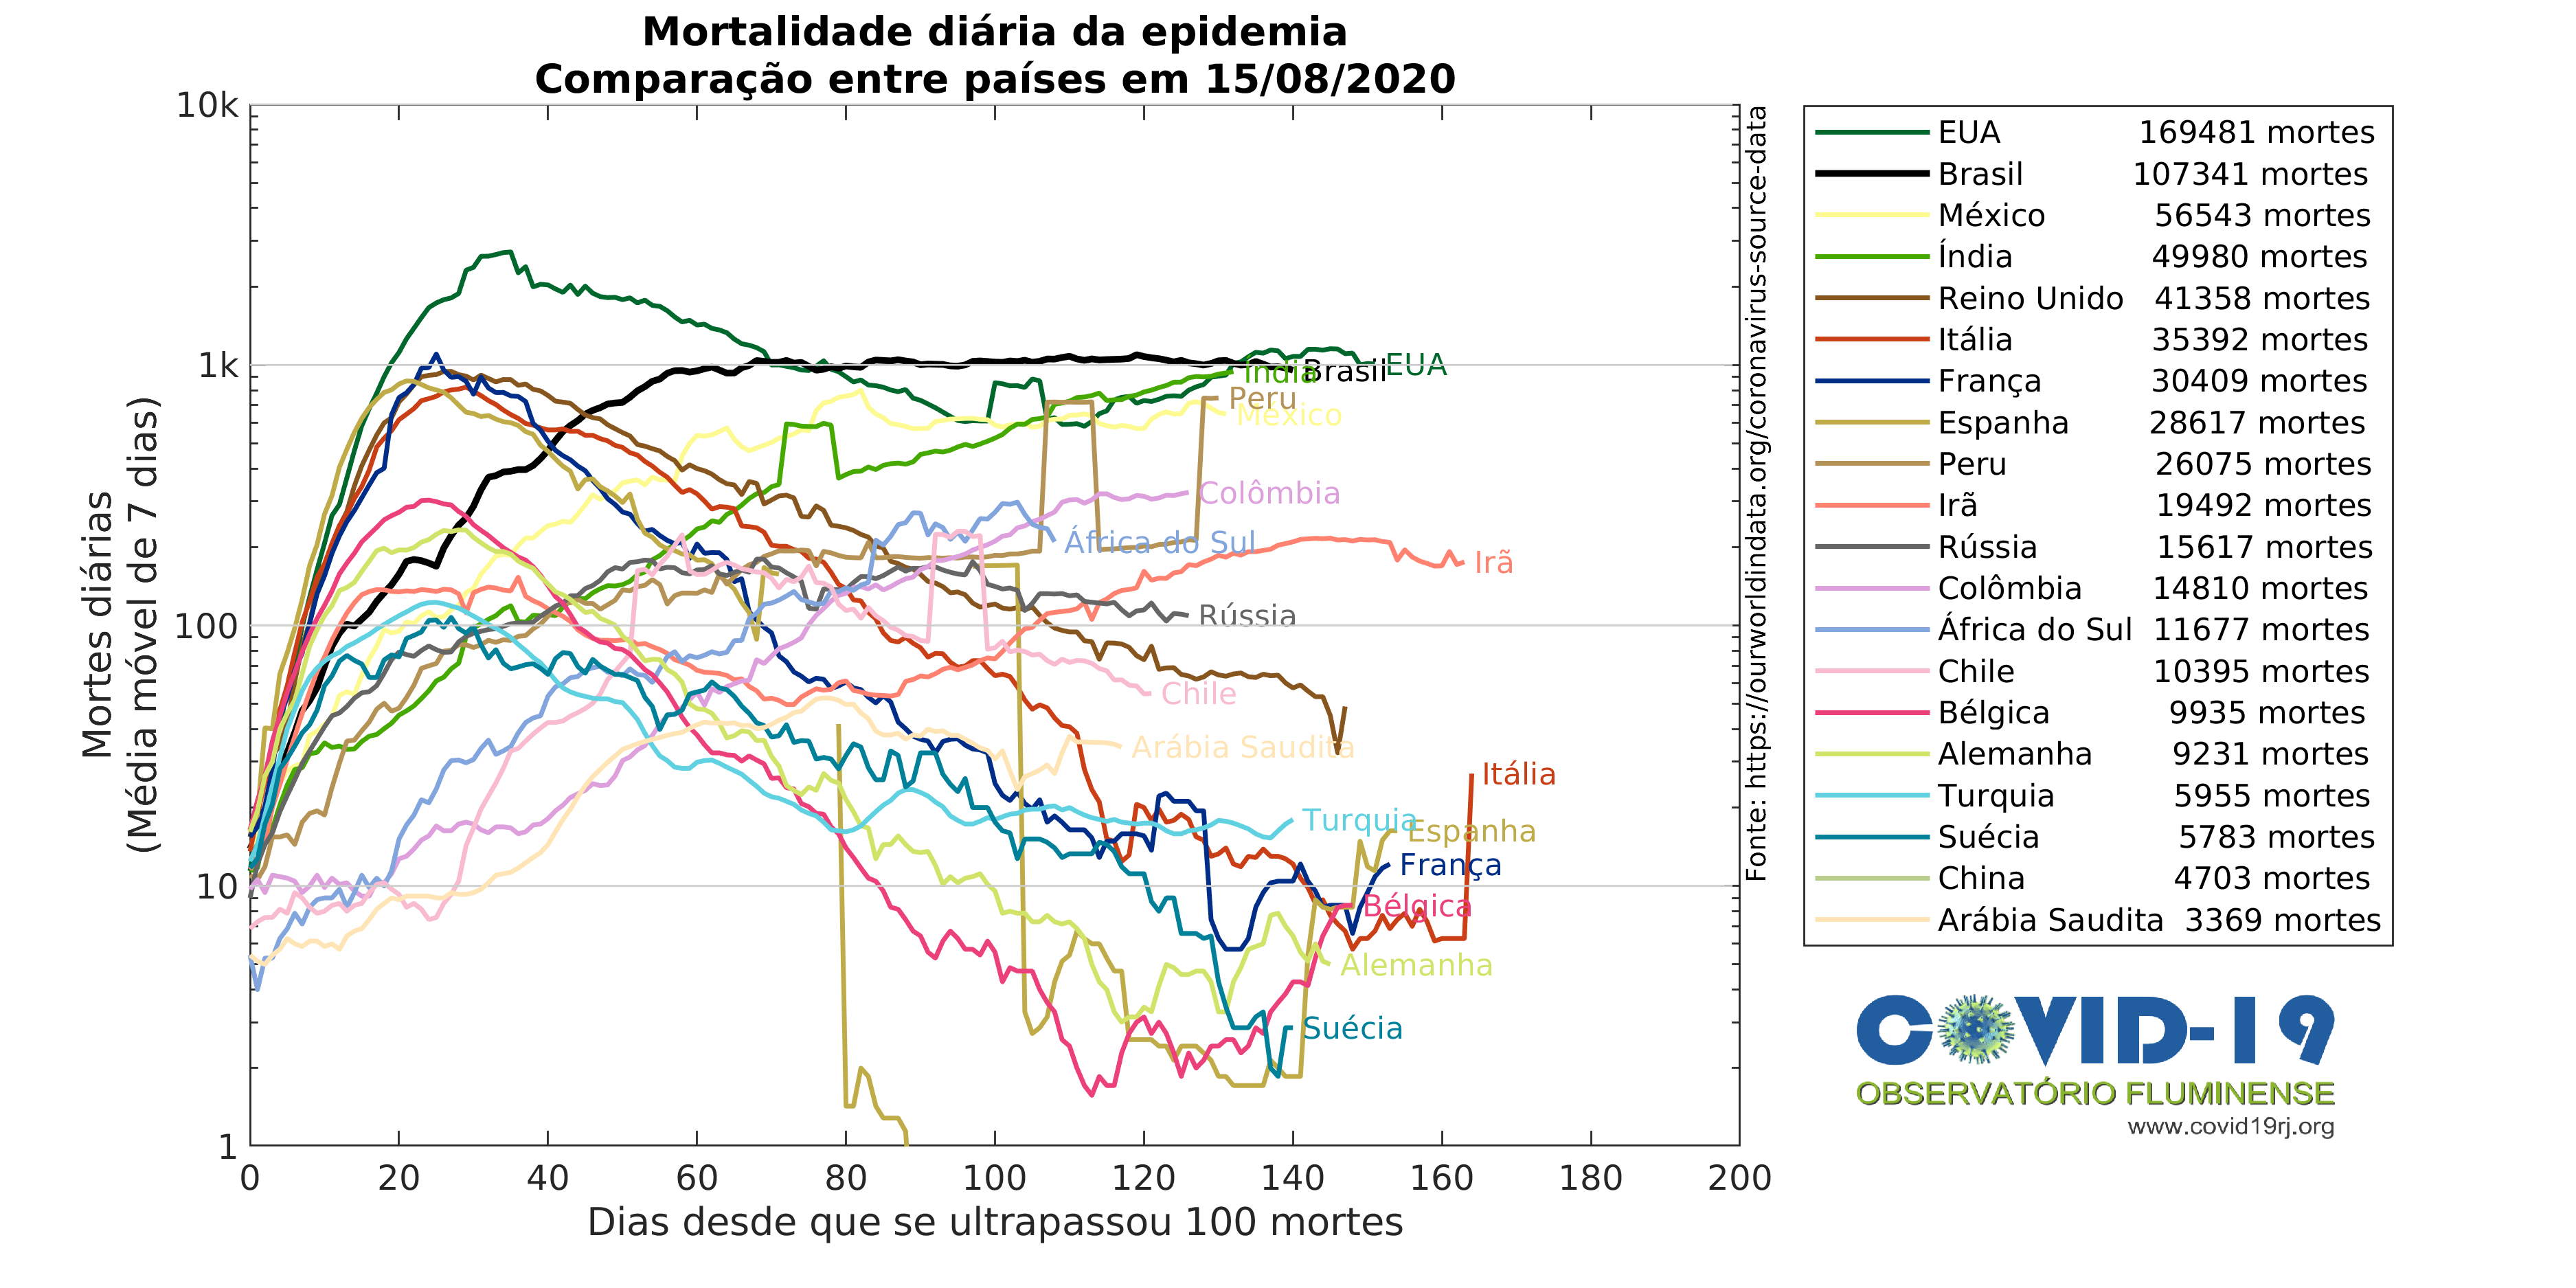 Mortalidade diária da epidemia
Comparação entre países em 15/08/2020
Mortes diárias
(Média móvel de 7 dias)
10k
1k
100
10
1
0 20 40 60 80 100 120 140 160 180 200
Dias desde que se ultrapassou 100 mortes
EUA
Brasil
Índia
Peru
México
Colômbia
África do Sul
Irã
Rússia
Chile
Arábia Saudita
Itália
Turquia
Espanha
França
Bélgica
Alemanha
Suécia
Fonte: https://ourworldindata.org/coronavirus-source-data
EUA 169481 mortes
Brasil 107341 mortes
México 56543 mortes
Índia 49980 mortes
Reino Unido 41358 mortes
Itália 35392 mortes
França 30409 mortes
Espanha 28617 mortes
Peru 26075 mortes
Irã 19492 mortes
Rússia 15617 mortes
Colômbia 14810 mortes
África do Sul 11677 mortes
Chile 10395 mortes
Bélgica 9935 mortes
Alemanha 9231 mortes
Turquia 5955 mortes
Suécia 5783 mortes
China 4703 mortes
Arábia Saudita 3369 mortes
COVID-19
OBSERVATÓRIO FLUMINENSE
www.covid19rj.org